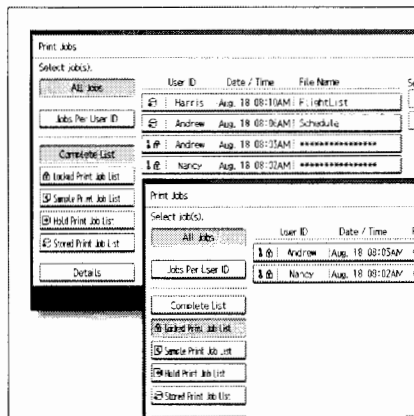 Print Jobs
Select job(s).
All Jobs
User ID Date / Time File Name
Harris Aug. 18 08:10AM FlightList
Jobs Per User ID
Andrew Aug. 18 08:06AM Schedule
Andrew Aug. 18 08:03AM ****************
Complete List
Nancy Aug. 18 08:02AM ****************
Locked Print Job List
Sample Print Job List
Hold Print Job List
Stored Print Job List
Details
Print Jobs
Select job(s).
All Jobs
User ID Date / Time
Andrew Aug. 18 08:03AM
Jobs Per User ID
Nancy Aug. 18 08:02AM
Complete List
Locked Print Job List
Sample Print Job List
Hold Print Job List
Stored Print Job List